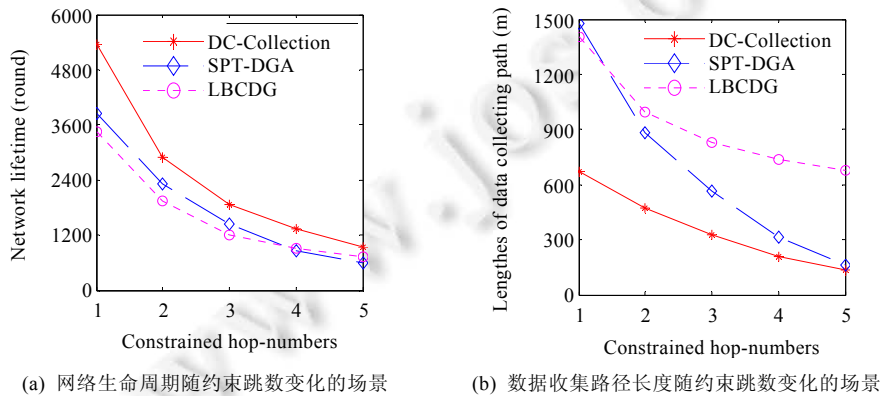 6000
4800
3600
2400
1200
0
1 2 3 4 5
Network lifetime (round)
Constrained hop-numbers
DC-Collection
SPT-DGA
LBCDG
(a) 网络生命周期随约束跳数变化的场景
1500
1200
900
600
300
0
1 2 3 4 5
Lengthes of data collecting path (m)
Constrained hop-numbers
DC-Collection
SPT-DGA
LBCDG
(b) 数据收集路径长度随约束跳数变化的场景